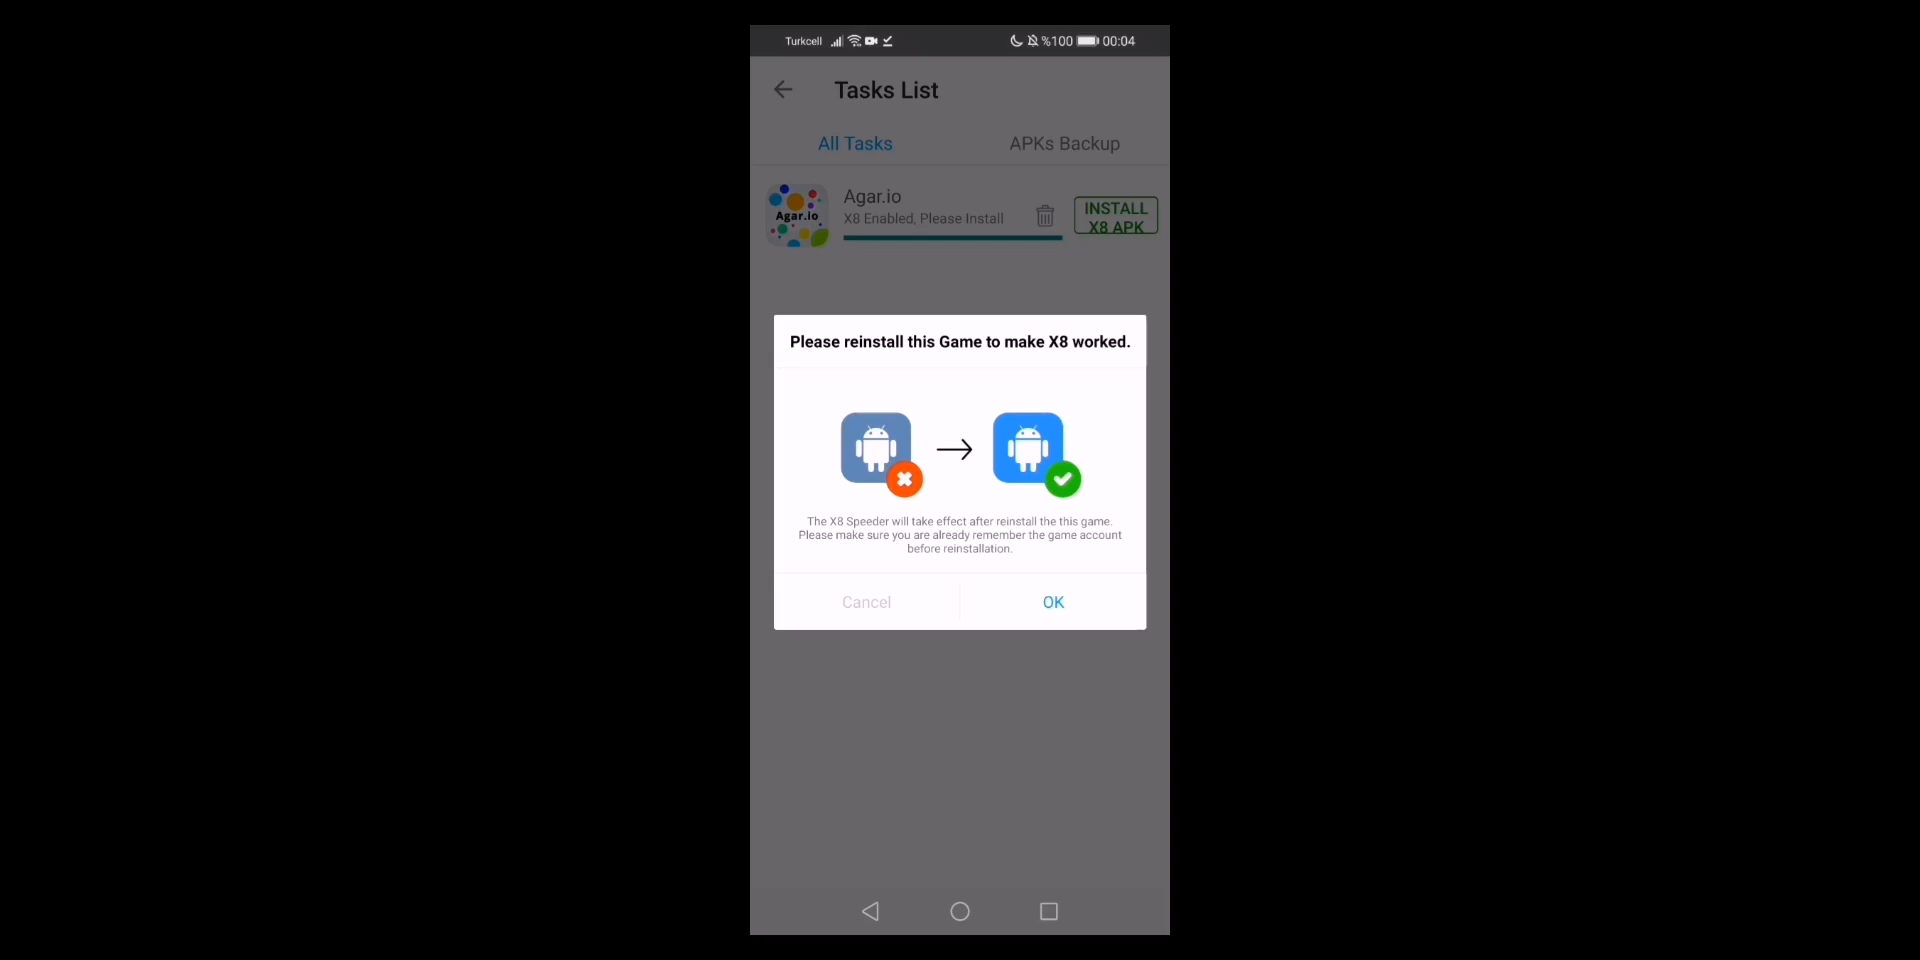 Turkcell %100 00:04
Tasks List
All Tasks APKs Backup
Agar.io
Agar.io
X8 Enabled, Please Install
INSTALL
X8 APK
Please reinstall this Game to make X8 worked.
The X8 Speeder will take effect after reinstall the this game.
Please make sure you are already remember the game account
before reinstallation.
Cancel OK